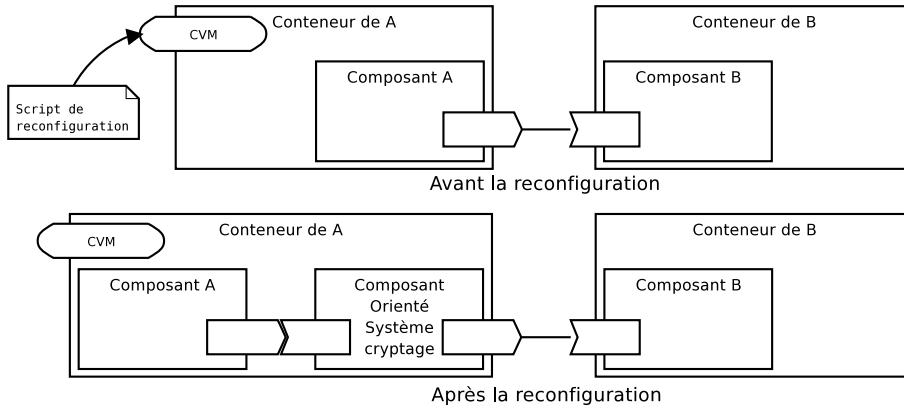 Conteneur de A
Conteneur de B
CVM
Composant A
Composant B
Script de
reconfiguration
Avant la reconfiguration
Conteneur de A
Conteneur de B
CVM
Composant A
Composant
Orienté
Système
cryptage
Composant B
Après la reconfiguration